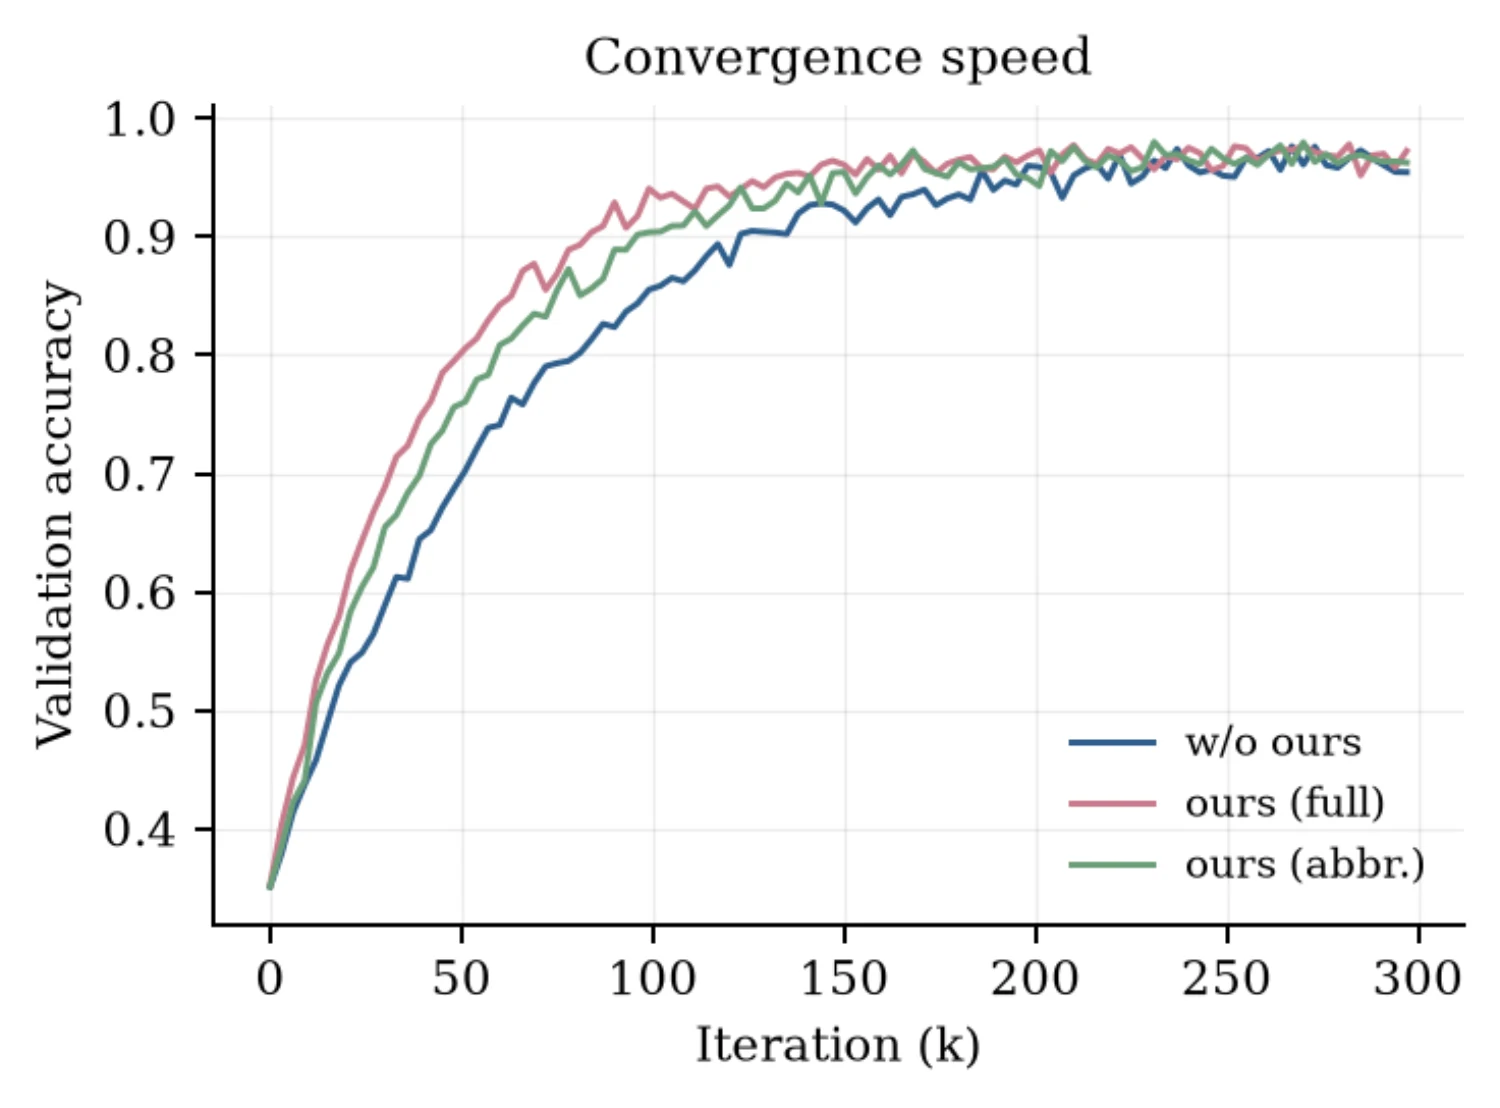 Convergence speed
1.0
0.9
0.8
0.7
0.6
0.5
0.4
Validation accuracy
w/o ours
ours (full)
ours (abbr.)
0 50 100 150 200 250 300
Iteration (k)